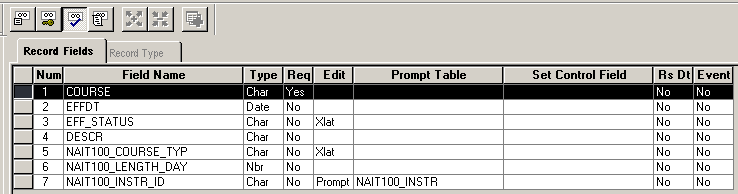 Record Fields Record Type
Num Field Name Type Req Edit Prompt Table Set Control Field Rs Dt Event
1 COURSE Char Yes No No
2 EFFDT Date No No No
3 EFF_STATUS Char No Xlat No No
4 DESCR Char No No No
5 NAIT100_COURSE_TYP Char No Xlat No No
6 NAIT100_LENGTH_DAY Nbr No No No
7 NAIT100_INSTR_ID Char No Prompt NAIT100_INSTR No No